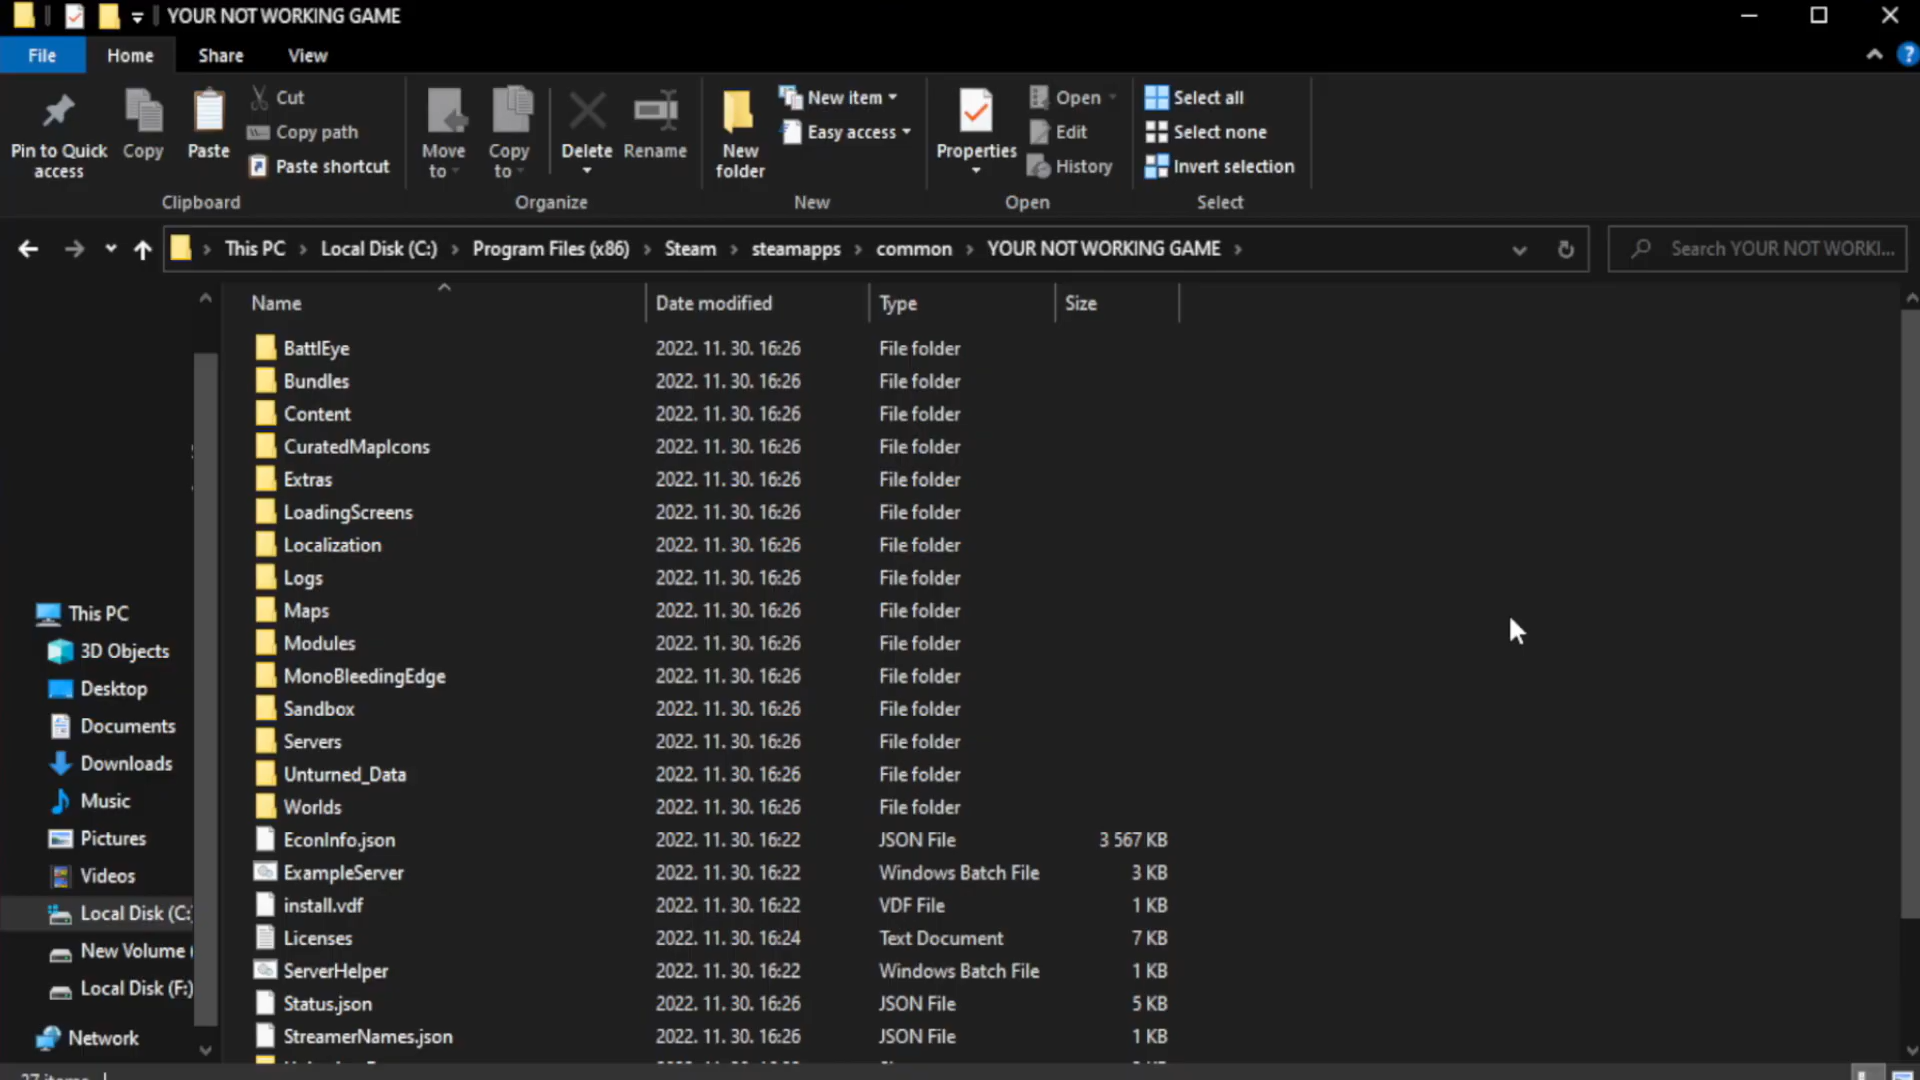 YOUR NOT WORKING GAME
File Home Share View
Pin to Quick access
Copy
Paste
Cut
Copy path
Paste shortcut
Clipboard
Move to
Copy to
Delete
Rename
Organize
New folder
New item
Easy access
New
Properties
Open
Edit
History
Open
Select all
Select none
Invert selection
Select
This PC Local Disk (C:) Program Files (x86) Steam steamapps common YOUR NOT WORKING GAME
Search YOUR NOT WORKI...
Name Date modified Type Size
BattlEye 2022. 11. 30. 16:26 File folder
Bundles 2022. 11. 30. 16:26 File folder
Content 2022. 11. 30. 16:26 File folder
CuratedMapIcons 2022. 11. 30. 16:26 File folder
Extras 2022. 11. 30. 16:26 File folder
LoadingScreens 2022. 11. 30. 16:26 File folder
Localization 2022. 11. 30. 16:26 File folder
Logs 2022. 11. 30. 16:26 File folder
Maps 2022. 11. 30. 16:26 File folder
Modules 2022. 11. 30. 16:26 File folder
MonoBleedingEdge 2022. 11. 30. 16:26 File folder
Sandbox 2022. 11. 30. 16:26 File folder
Servers 2022. 11. 30. 16:26 File folder
Unturned_Data 2022. 11. 30. 16:26 File folder
Worlds 2022. 11. 30. 16:26 File folder
EconInfo.json 2022. 11. 30. 16:22 JSON File 3 567 KB
ExampleServer 2022. 11. 30. 16:22 Windows Batch File 3 KB
install.vdf 2022. 11. 30. 16:22 VDF File 1 KB
Licenses 2022. 11. 30. 16:24 Text Document 7 KB
ServerHelper 2022. 11. 30. 16:22 Windows Batch File 1 KB
Status.json 2022. 11. 30. 16:26 JSON File 5 KB
StreamerNames.json 2022. 11. 30. 16:26 JSON File 1 KB
This PC
3D Objects
Desktop
Documents
Downloads
Music
Pictures
Videos
Local Disk (C:
New Volume (
Local Disk (F:)
Network